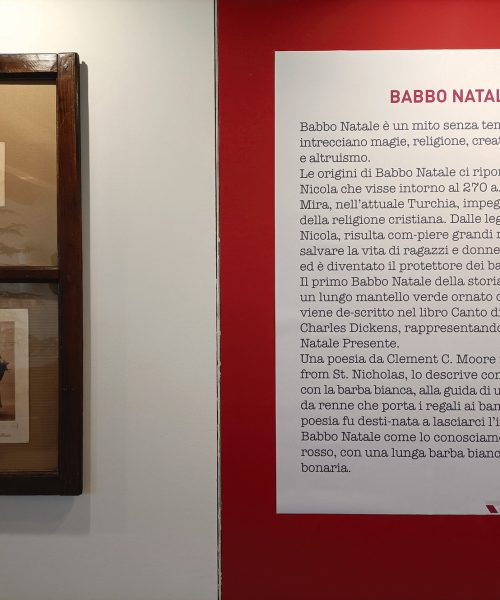 BABBO NATAL
Babbo Natale è un mito senza tem
intrecciano magie, religione, creat
e altruismo.
Le origini di Babbo Natale ci ripor
Nicola che visse intorno al 270 a.
Mira, nell'attuale Turchia, impeg
della religione cristiana. Dalle leg
Nicola, risulta com-piere grandi m
salvare la vita di ragazzi e donne
ed è diventato il protettore dei ba
Il primo Babbo Natale della storia
un lungo mantello verde ornato d
viene de-scritto nel libro Canto di
Charles Dickens, rappresentando
Natale Presente.
Una poesia da Clement C. Moore
from St. Nicholas, lo descrive con
con la barba bianca, alla guida di u
da renne che porta i regali ai bam
poesia fu desti-nata a lasciarci l'i
Babbo Natale come lo conosciamo
rosso, con una lunga barba bianc
bonaria.